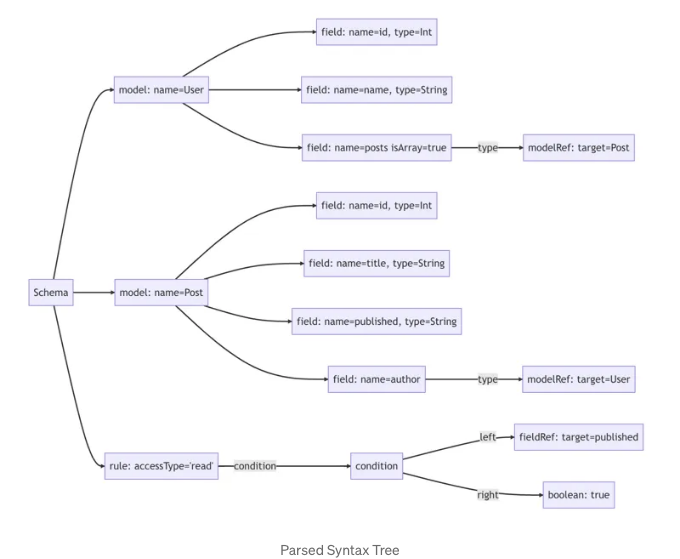 field: name=id, type=Int
model: name=User
field: name=name, type=String
field: name=posts isArray=true
type
modelRef: target=Post
field: name=id, type=Int
field: name=title, type=String
Schema
model: name=Post
field: name=published, type=String
field: name=author
type
modelRef: target=User
left
fieldRef: target=published
rule: accessType='read'
condition
condition
right
boolean: true
Parsed Syntax Tree